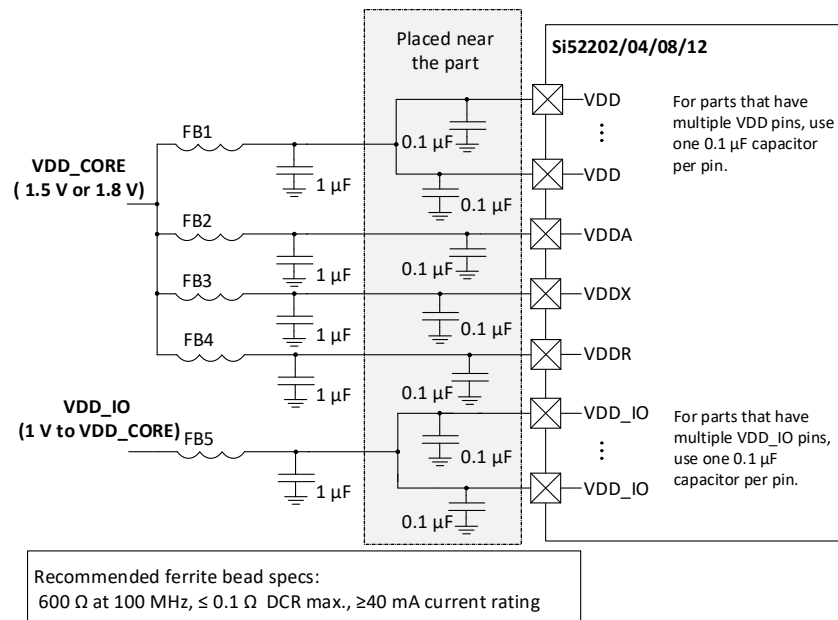 Placed near
the part
Si52202/04/08/12
VDD
For parts that have
multiple VDD pins, use
one 0.1 µF capacitor
per pin.
FB1
0.1 µF
VDD_CORE
( 1.5 V or 1.8 V)
1 µF
0.1 µF
VDD
FB2
1 µF
0.1 µF
VDDA
FB3
1 µF
0.1 µF
VDDX
FB4
1 µF
0.1 µF
VDDR
VDD_IO
(1 V to VDD_CORE)
FB5
1 µF
0.1 µF
VDD_IO
For parts that have
multiple VDD_IO pins,
use one 0.1 µF
capacitor per pin.
0.1 µF
VDD_IO
Recommended ferrite bead specs:
600 Ω at 100 MHz, ≤ 0.1 Ω DCR max., ≥40 mA current rating